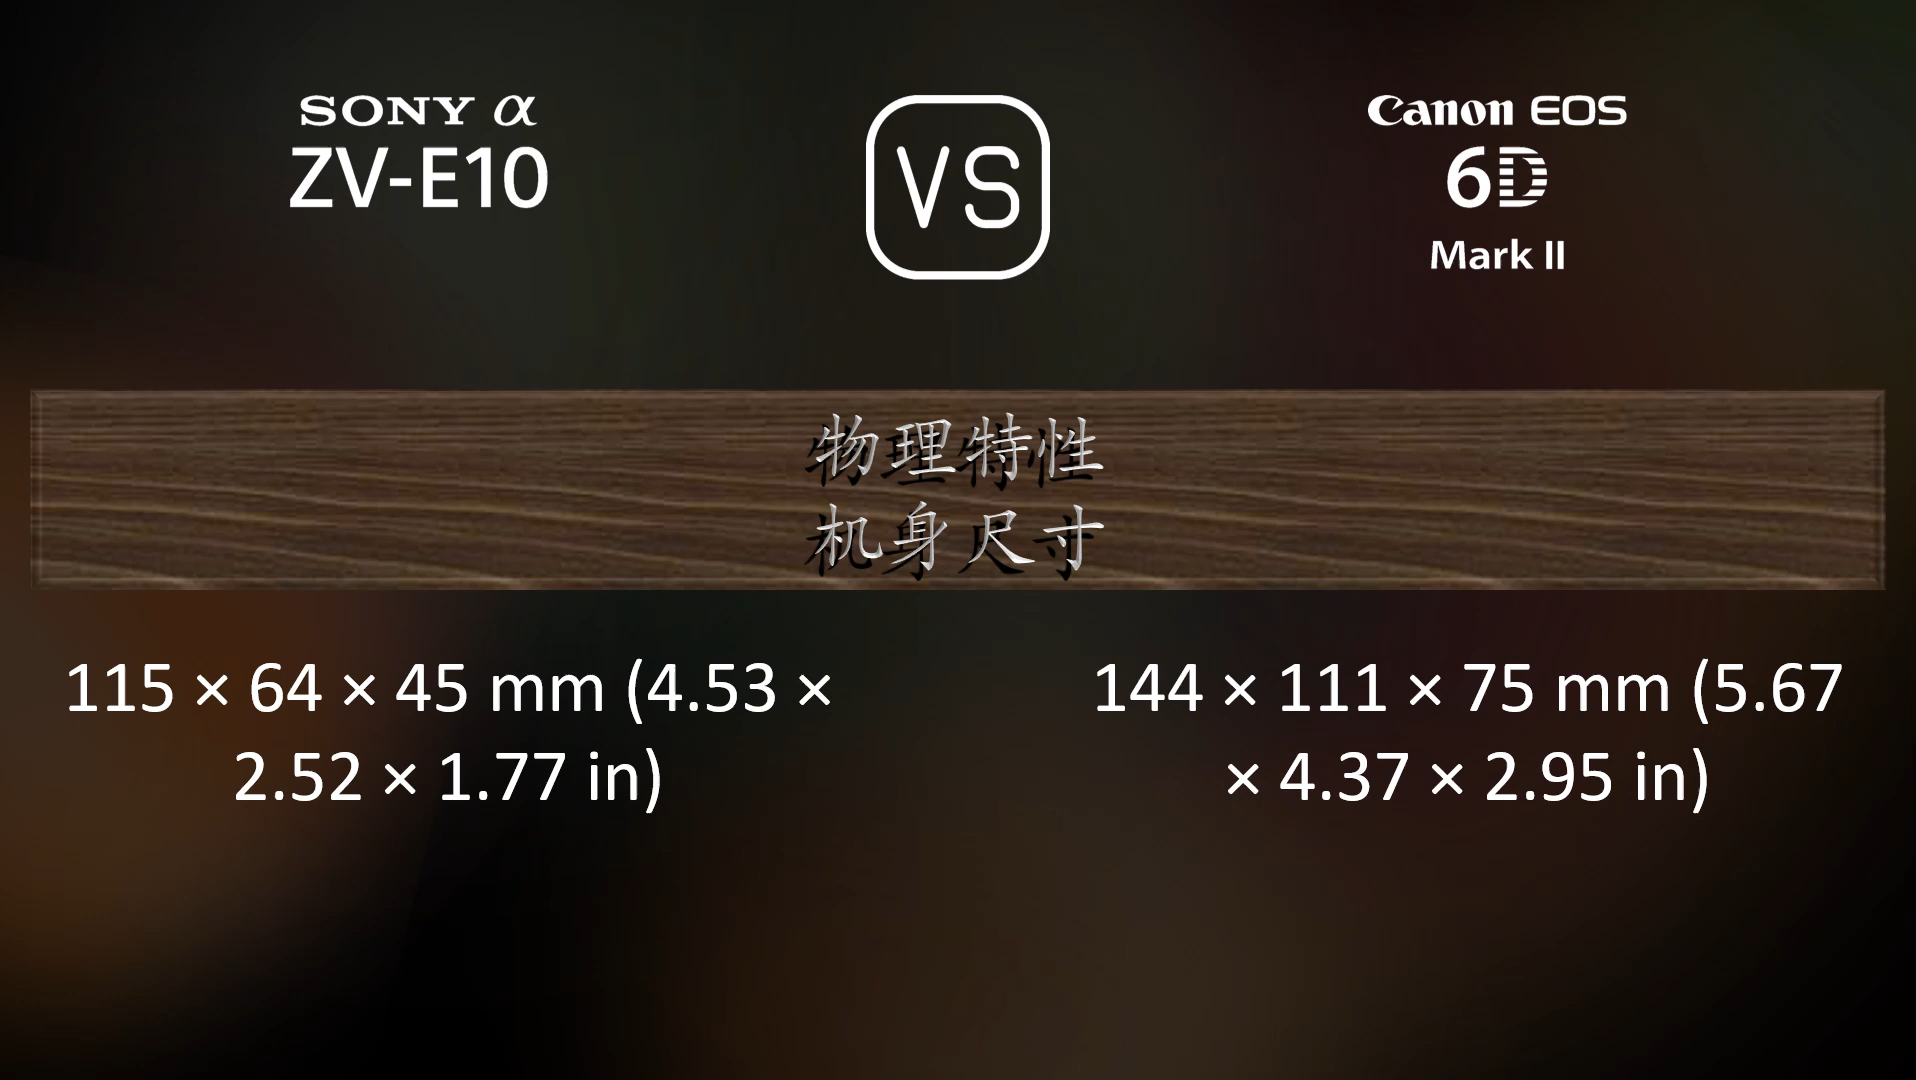 SONY α
ZV-E10
VS
Canon EOS
6D
Mark II
物理特性
机身尺寸
115 × 64 × 45 mm (4.53 ×
2.52 × 1.77 in)
144 × 111 × 75 mm (5.67
× 4.37 × 2.95 in)